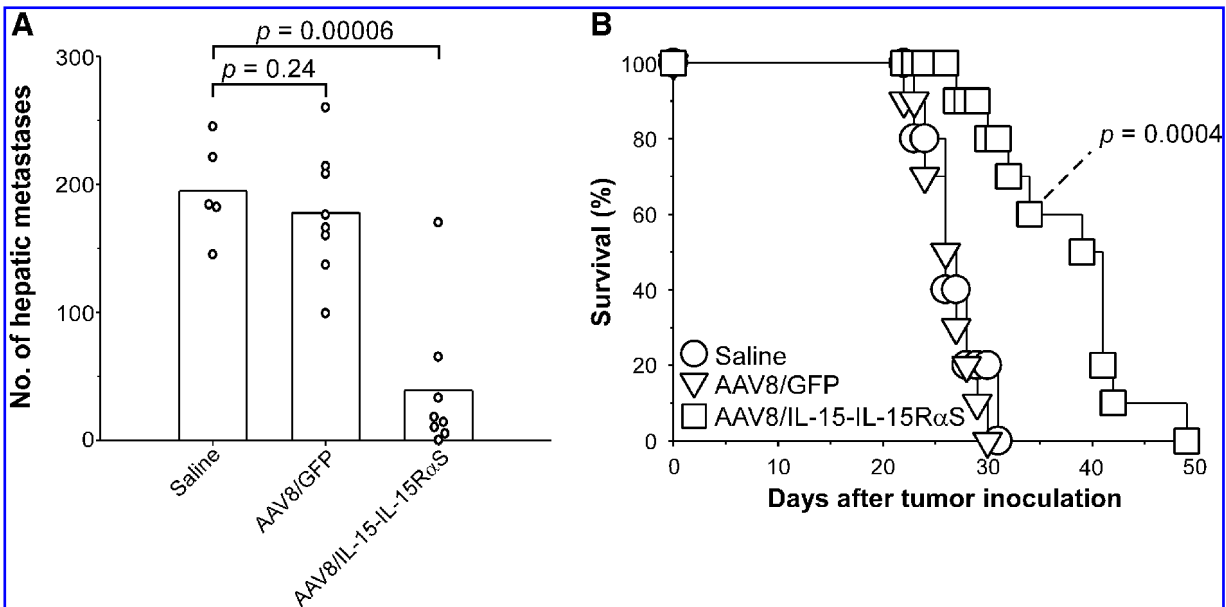 A
p = 0.00006
p = 0.24
No. of hepatic metastases
300
200
100
0
Saline
AAV8/GFP
AAV8/IL-15-IL-15RαS
B
p = 0.0004
Survival (%)
100
80
60
40
20
0
Saline
AAV8/GFP
AAV8/IL-15-IL-15RαS
0
20
30
40
50
Days after tumor inoculation